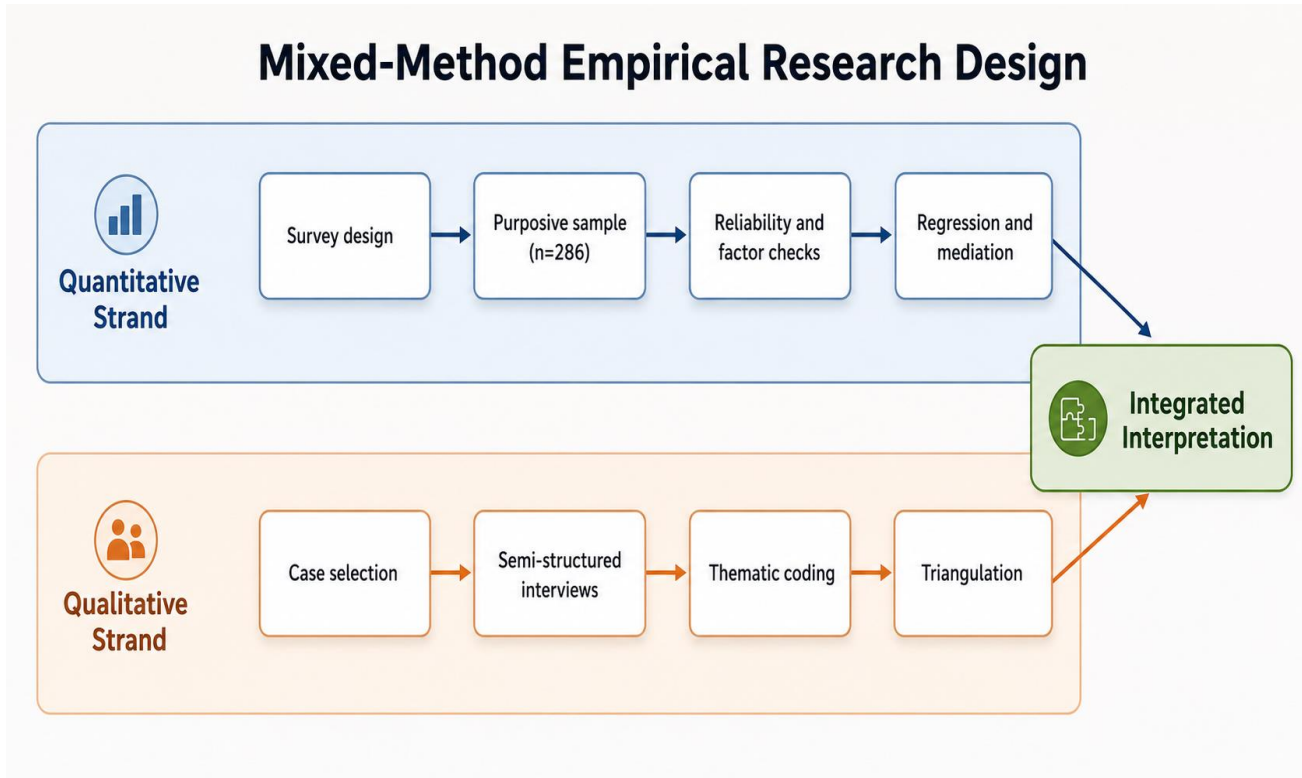 Mixed-Method Empirical Research Design
Quantitative
Strand
Survey design
Purposive sample
(n=286)
Reliability and
factor checks
Regression and
mediation
Integrated
Interpretation
Qualitative
Strand
Case selection
Semi-structured
interviews
Thematic coding
Triangulation